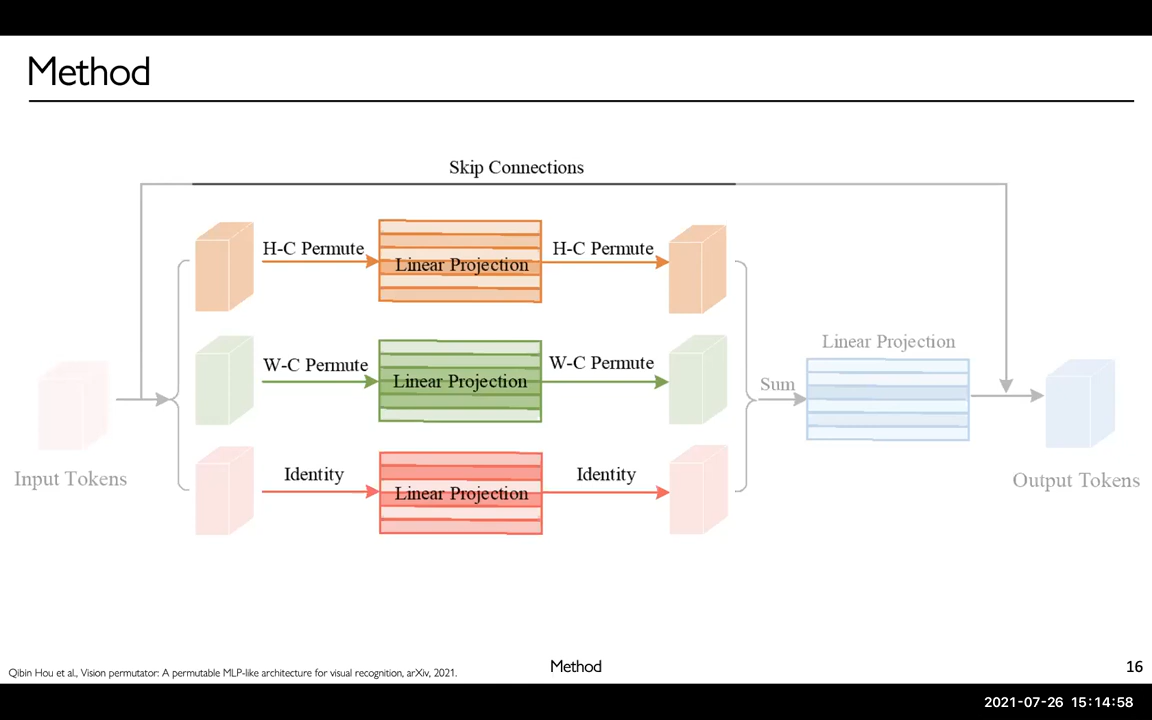 Method
Skip Connections
H-C Permute
Linear Projection
H-C Permute
W-C Permute
Linear Projection
W-C Permute
Identity
Linear Projection
Identity
Input Tokens
Sum
Linear Projection
Output Tokens
Qibin Hou et al., Vision permutator: A permutable MLP-like architecture for visual recognition, arXiv, 2021.
Method
16
2021-07-26 15:14:58